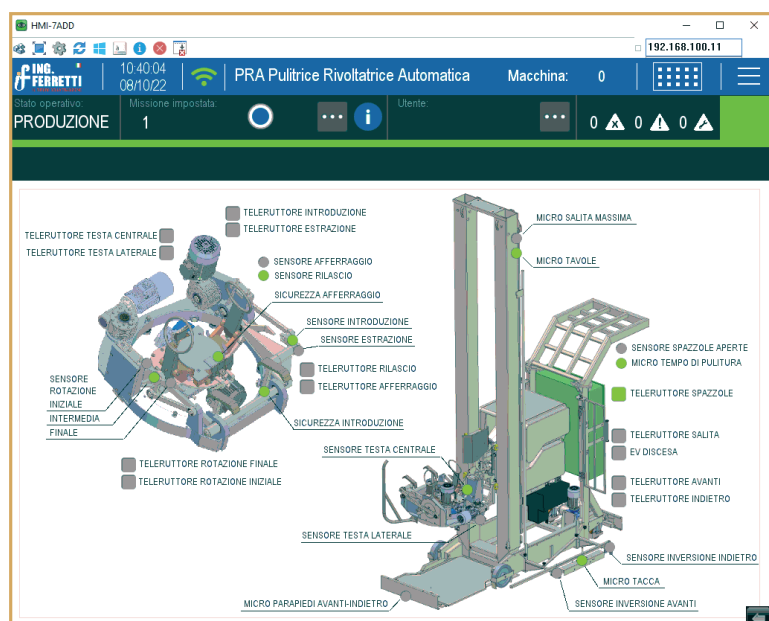 HMI-7ADD
192.168.100.11
ING.
FERRETTI
10:40:04
08/10/22
PRA Pulitrice Rivoltatrice Automatica
Macchina:
0
Stato operativo:
PRODUZIONE
Missione impostata:
1
Utente:
0
0
0
TELERUTTORE INTRODUZIONE
TELERUTTORE ESTRAZIONE
TELERUTTORE TESTA CENTRALE
TELERUTTORE TESTA LATERALE
SENSORE AFFERRAGGIO
SENSORE RILASCIO
SICUREZZA AFFERRAGGIO
SENSORE INTRODUZIONE
SENSORE ESTRAZIONE
TELERUTTORE RILASCIO
TELERUTTORE AFFERRAGGIO
SENSORE
ROTAZIONE
INIZIALE
INTERMEDIA
FINALE
SICUREZZA INTRODUZIONE
TELERUTTORE ROTAZIONE FINALE
TELERUTTORE ROTAZIONE INIZIALE
MICRO SALITA MASSIMA
MICRO TAVOLE
SENSORE SPAZZOLE APERTE
MICRO TEMPO DI PULITURA
TELERUTTORE SPAZZOLE
TELERUTTORE SALITA
EV DISCESA
TELERUTTORE AVANTI
TELERUTTORE INDIETRO
SENSORE TESTA CENTRALE
SENSORE TESTA LATERALE
SENSORE INVERSIONE INDIETRO
MICRO TACCA
SENSORE INVERSIONE AVANTI
MICRO PARAPIEDI AVANTI-INDIETRO